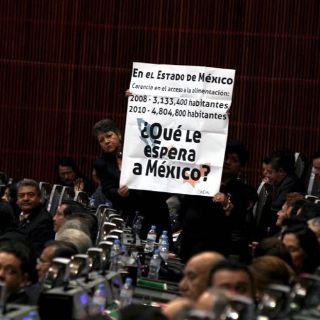 En el Estado de México
Carencia en el acceso a la alimentación:
2008 - 3,133,400 habitantes
2010 - 4,804,800 habitantes
¿Qué le
espera
a México?